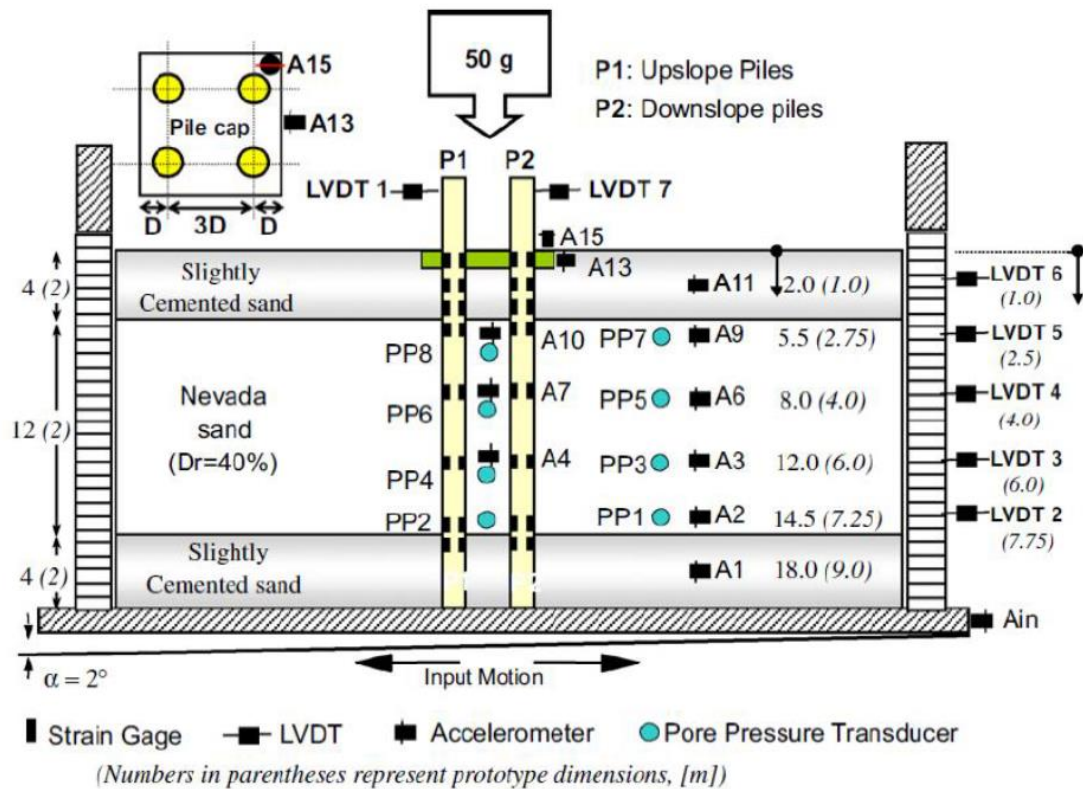 50 g
P1: Upslope Piles
P2: Downslope piles
A15
Pile cap
A13
D 3D D
P1 P2
LVDT 1
LVDT 7
A15
A13
4 (2)
Slightly
Cemented sand
A11 2.0 (1.0)
LVDT 6
(1.0)
PP8
A10
PP7 A9 5.5 (2.75)
LVDT 5
(2.5)
12 (2)
Nevada
sand
(Dr=40%)
PP6
A7
PP5 A6 8.0 (4.0)
LVDT 4
(4.0)
PP4
A4
PP3 A3 12.0 (6.0)
LVDT 3
(6.0)
PP2
PP1 A2 14.5 (7.25)
LVDT 2
(7.75)
4 (2)
Slightly
Cemented sand
A1 18.0 (9.0)
Ain
α = 2°
Input Motion
Strain Gage LVDT Accelerometer Pore Pressure Transducer
(Numbers in parentheses represent prototype dimensions, [m])